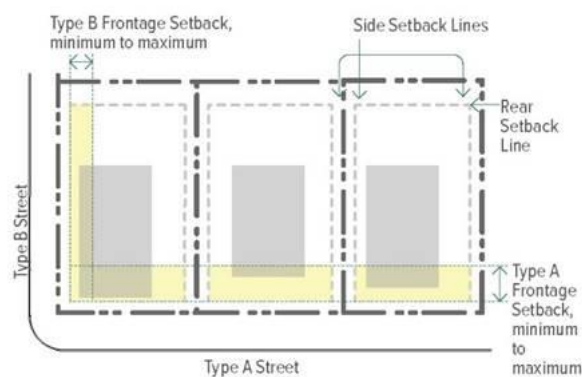 Type B Frontage Setback,
minimum to maximum
Side Setback Lines
Rear
Setback
Line
Type B Street
Type A
Frontage
Setback,
minimum
to
maximum
Type A Street